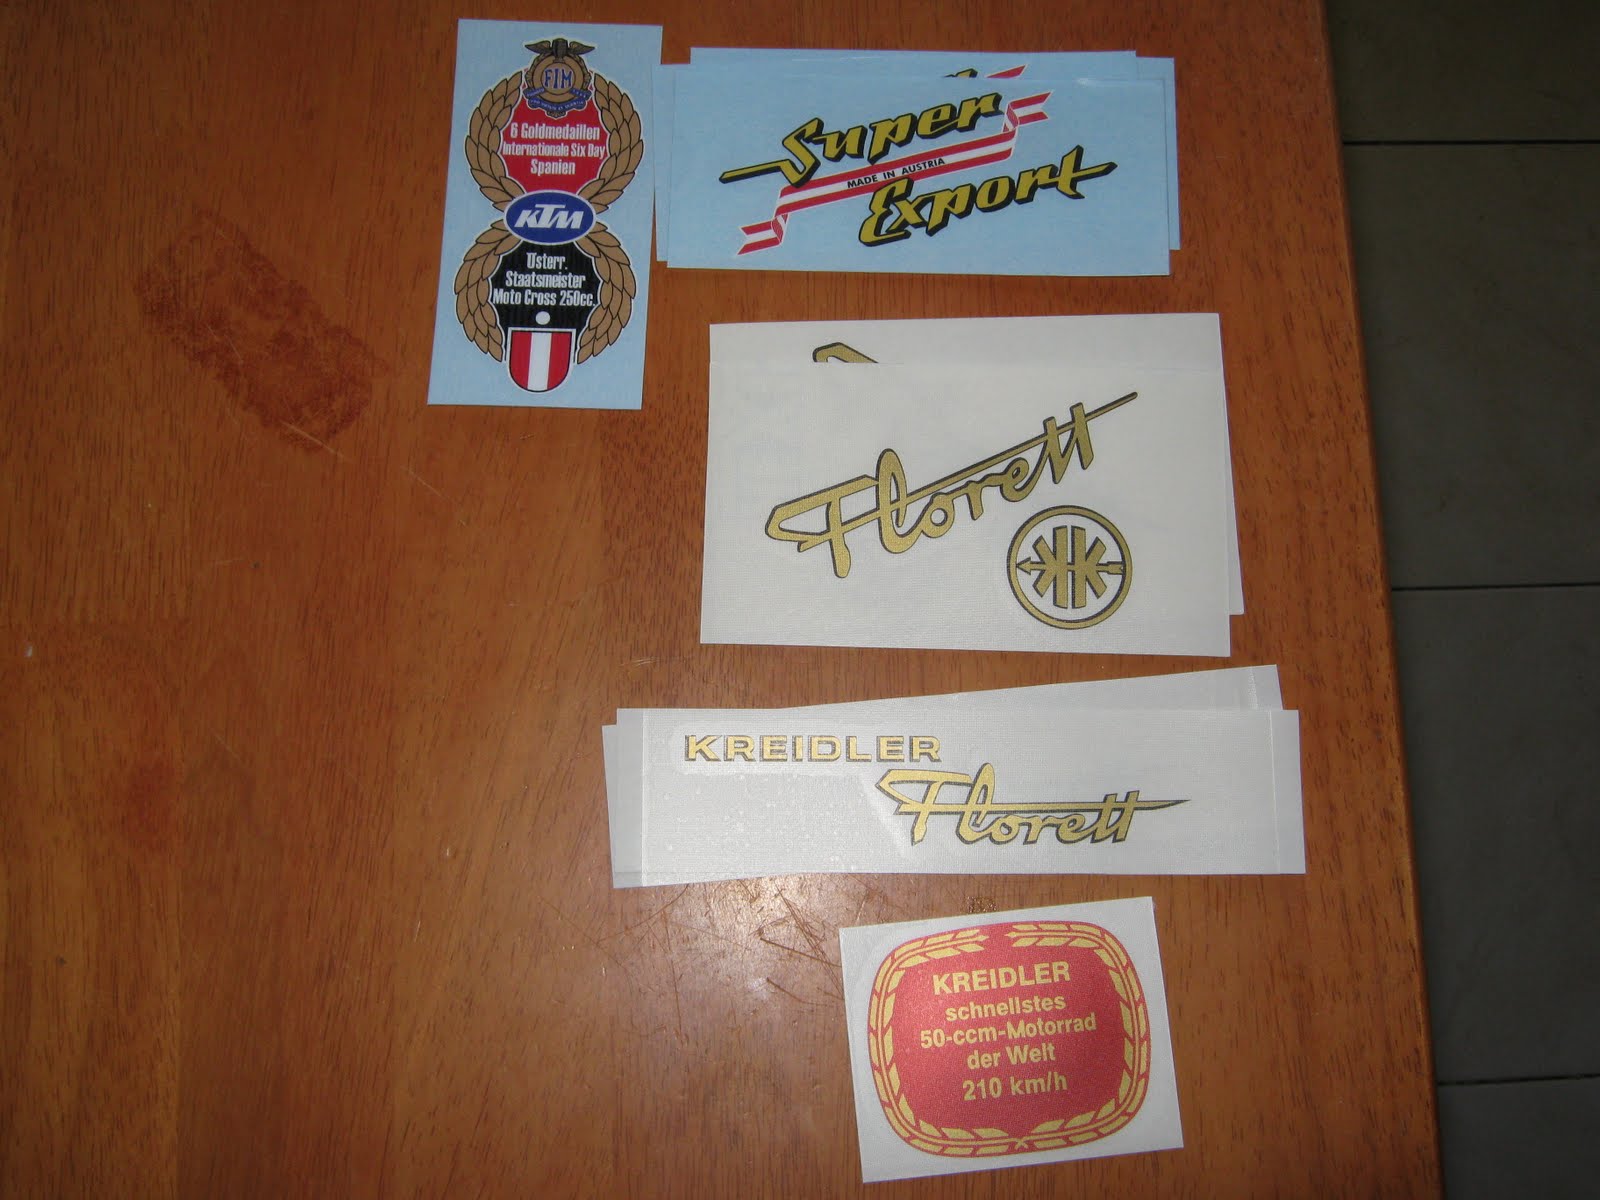 FIM
6 Goldmedaillen
Internationale Six Day
Spanien
KTM
Österr.
Staatsmeister
Moto Cross 250cc.
Super
MADE IN AUSTRIA
Export
Florett
KREIDLER
Florett
KREIDLER
schnellstes
50-ccm-Motorrad
der Welt
210 km/h